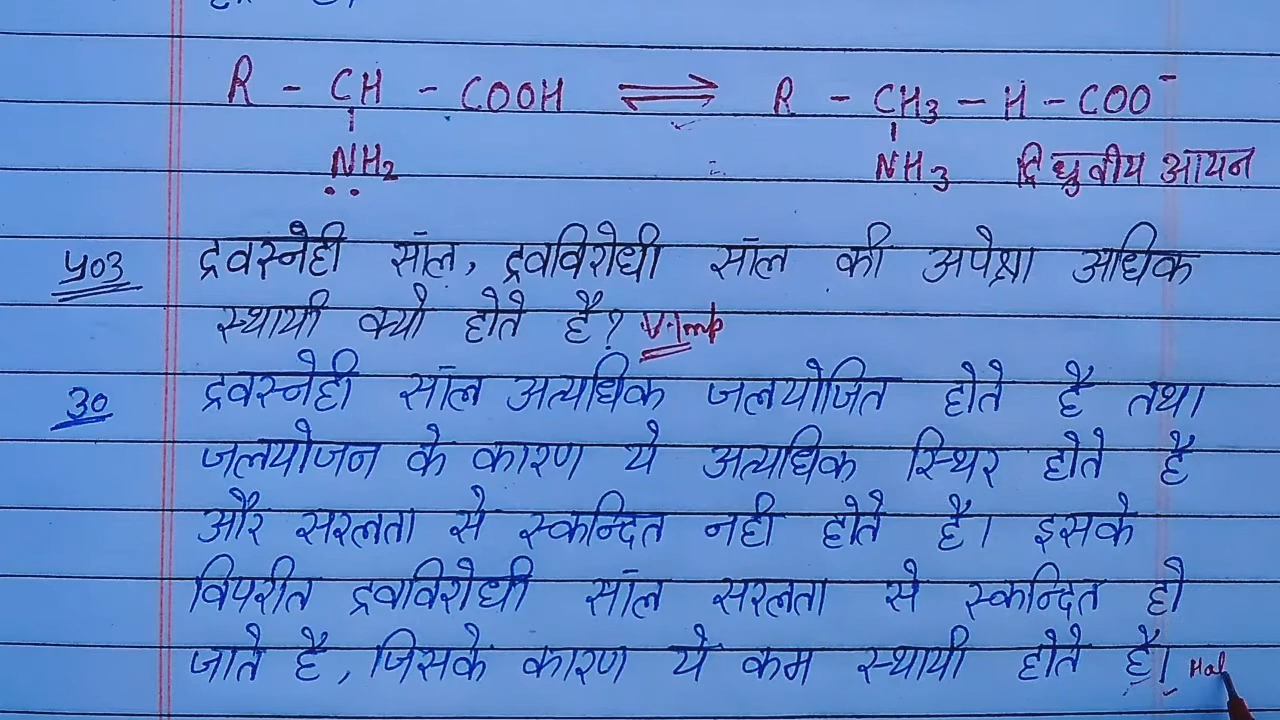 R - CH - COOH ⇌ R - CH3 - H - COO⁻
NH2 NH3 द्विध्रुवीय आयन
प्र03 द्रवस्नेही सॉल, द्रवविरोधी सॉल की अपेक्षा अधिक
स्थायी क्यो होते है? V.Imp
उ0 द्रवस्नेही सॉल अत्यधिक जलयोजित होते है तथा
जलयोजन के कारण ये अत्यधिक स्थिर होते है
और सरलता से स्कन्दित नही होते है। इसके
विपरीत द्रवविरोधी सॉल सरलता से स्कन्दित हो
जाते है, जिसके कारण ये कम स्थायी होते है।